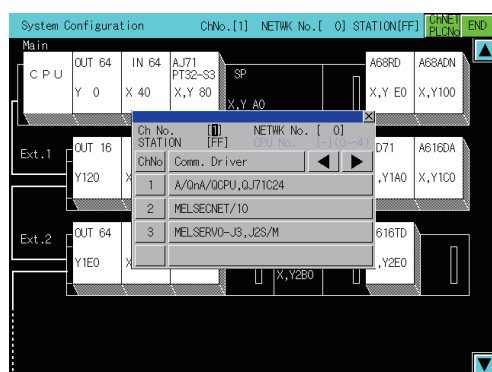 System Configuration ChNo.[1] NETWK No.[ 0] STATION[FF] ChNET PLCNo END
Main
CPU
OUT 64
Y 0
IN 64
X 40
AJ71
PT32-S3
X,Y 80
SP
X,Y A0
A68RD
X,Y E0
A68ADN
X,Y100
Ch No. [1] NETWK No. [ 0]
STATION [FF] CPU No. [-](0~4)
ChNo Comm. Driver ◀ ▶
1 A/QnA/QCPU,QJ71C24
2 MELSECNET/10
3 MELSERVO-J3,J2S/M
Ext.1
OUT 16
Y120
D71
,Y1A0
A616DA
X,Y1C0
Ext.2
OUT 64
Y1E0
X
X,Y2B0
616TD
,Y2E0